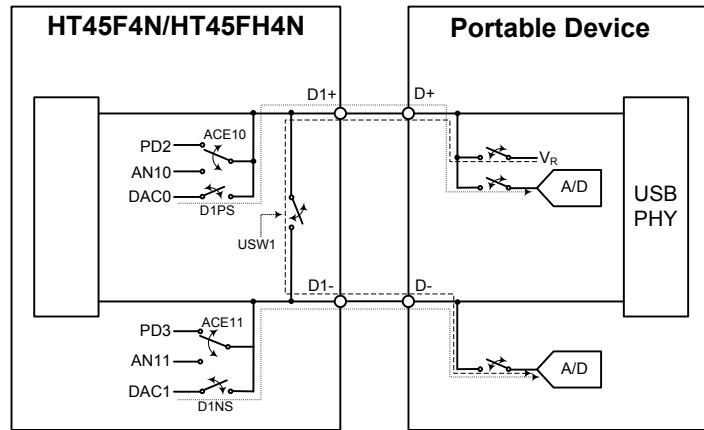 HT45F4N/HT45FH4N
Portable Device
D1+
D+
PD2
ACE10
AN10
DAC0
D1PS
USW1
VR
A/D
USB
PHY
D1-
D-
PD3
ACE11
AN11
DAC1
D1NS
A/D